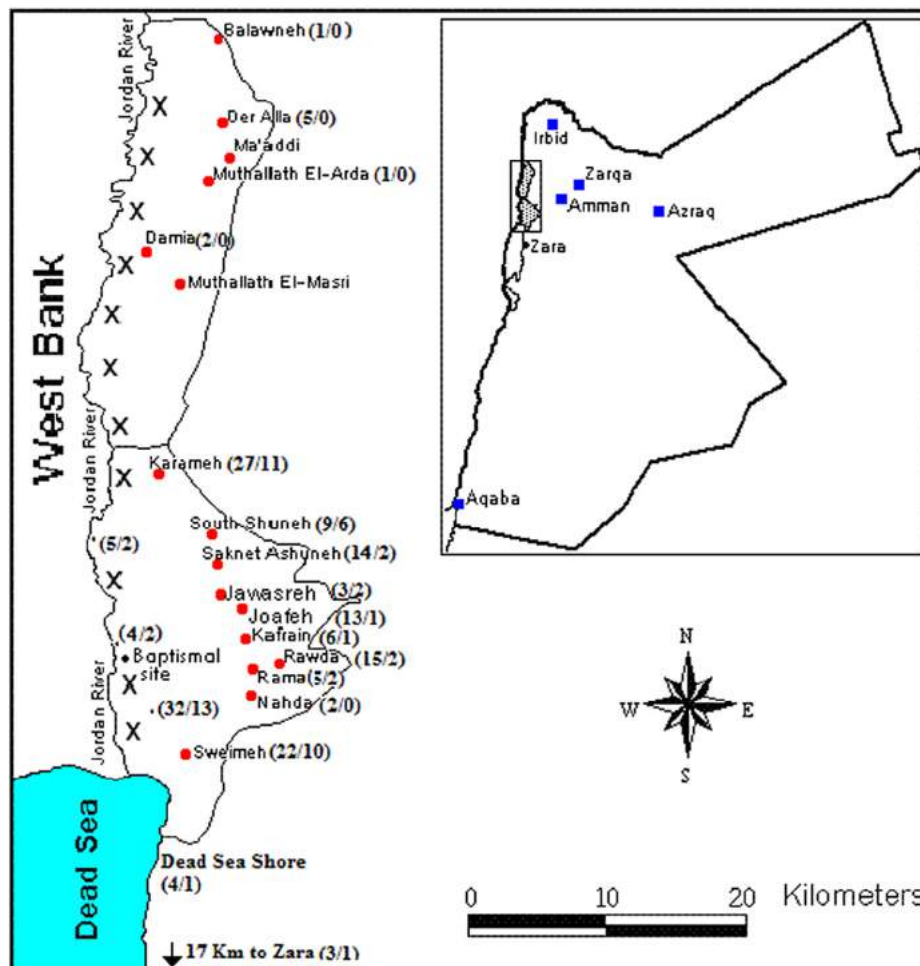 Balawneh (1/0)
Jordan River
Der Alla (5/0)
Ma'addi
Muthallath El-Arda (1/0)
Damia (2/0)
Muthallath El-Masri
West Bank
Jordan River
Karameh (27/11)
South Shuneh (9/6)
(5/2)
Saknet Ashuneh (14/2)
Jawasreh (3/2)
Joafeh (13/1)
Kafrain (6/1)
(4/2)
Baptismal
site
Rawda (15/2)
Rama (5/2)
Nahda (2/0)
(32/13)
Jordan River
Sweimeh (22/10)
Dead Sea
Dead Sea Shore
(4/1)
17 Km to Zara (3/1)
Irbid
Zarqa
Amman
Azraq
Zara
Aqaba
N
W
E
S
0 10 20 Kilometers
X
X
X
X
X
X
X
X
X
X
X